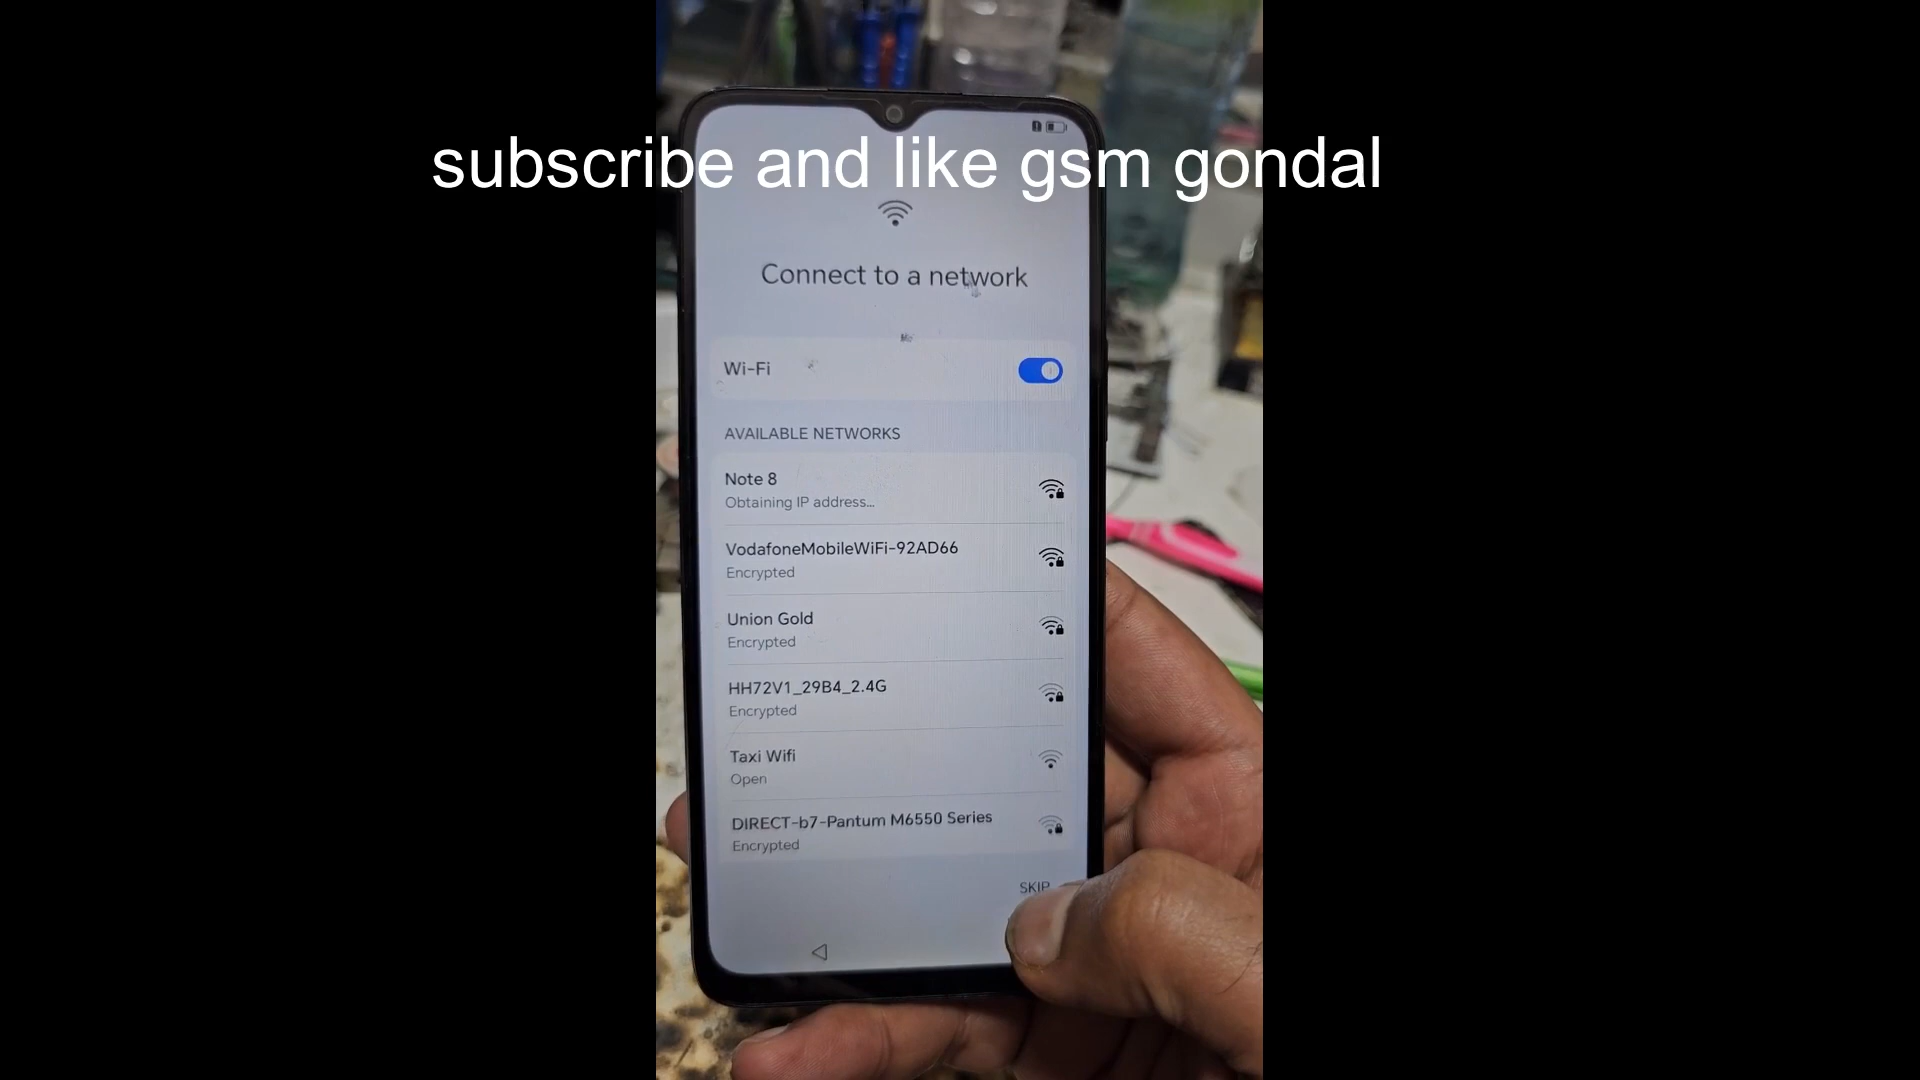 subscribe and like gsm gondal
Connect to a network
Wi-Fi
AVAILABLE NETWORKS
Note 8
Obtaining IP address...
VodafoneMobileWiFi-92AD66
Encrypted
Union Gold
Encrypted
HH72V1_29B4_2.4G
Encrypted
Taxi Wifi
Open
DIRECT-b7-Pantum M6550 Series
Encrypted
SKIP